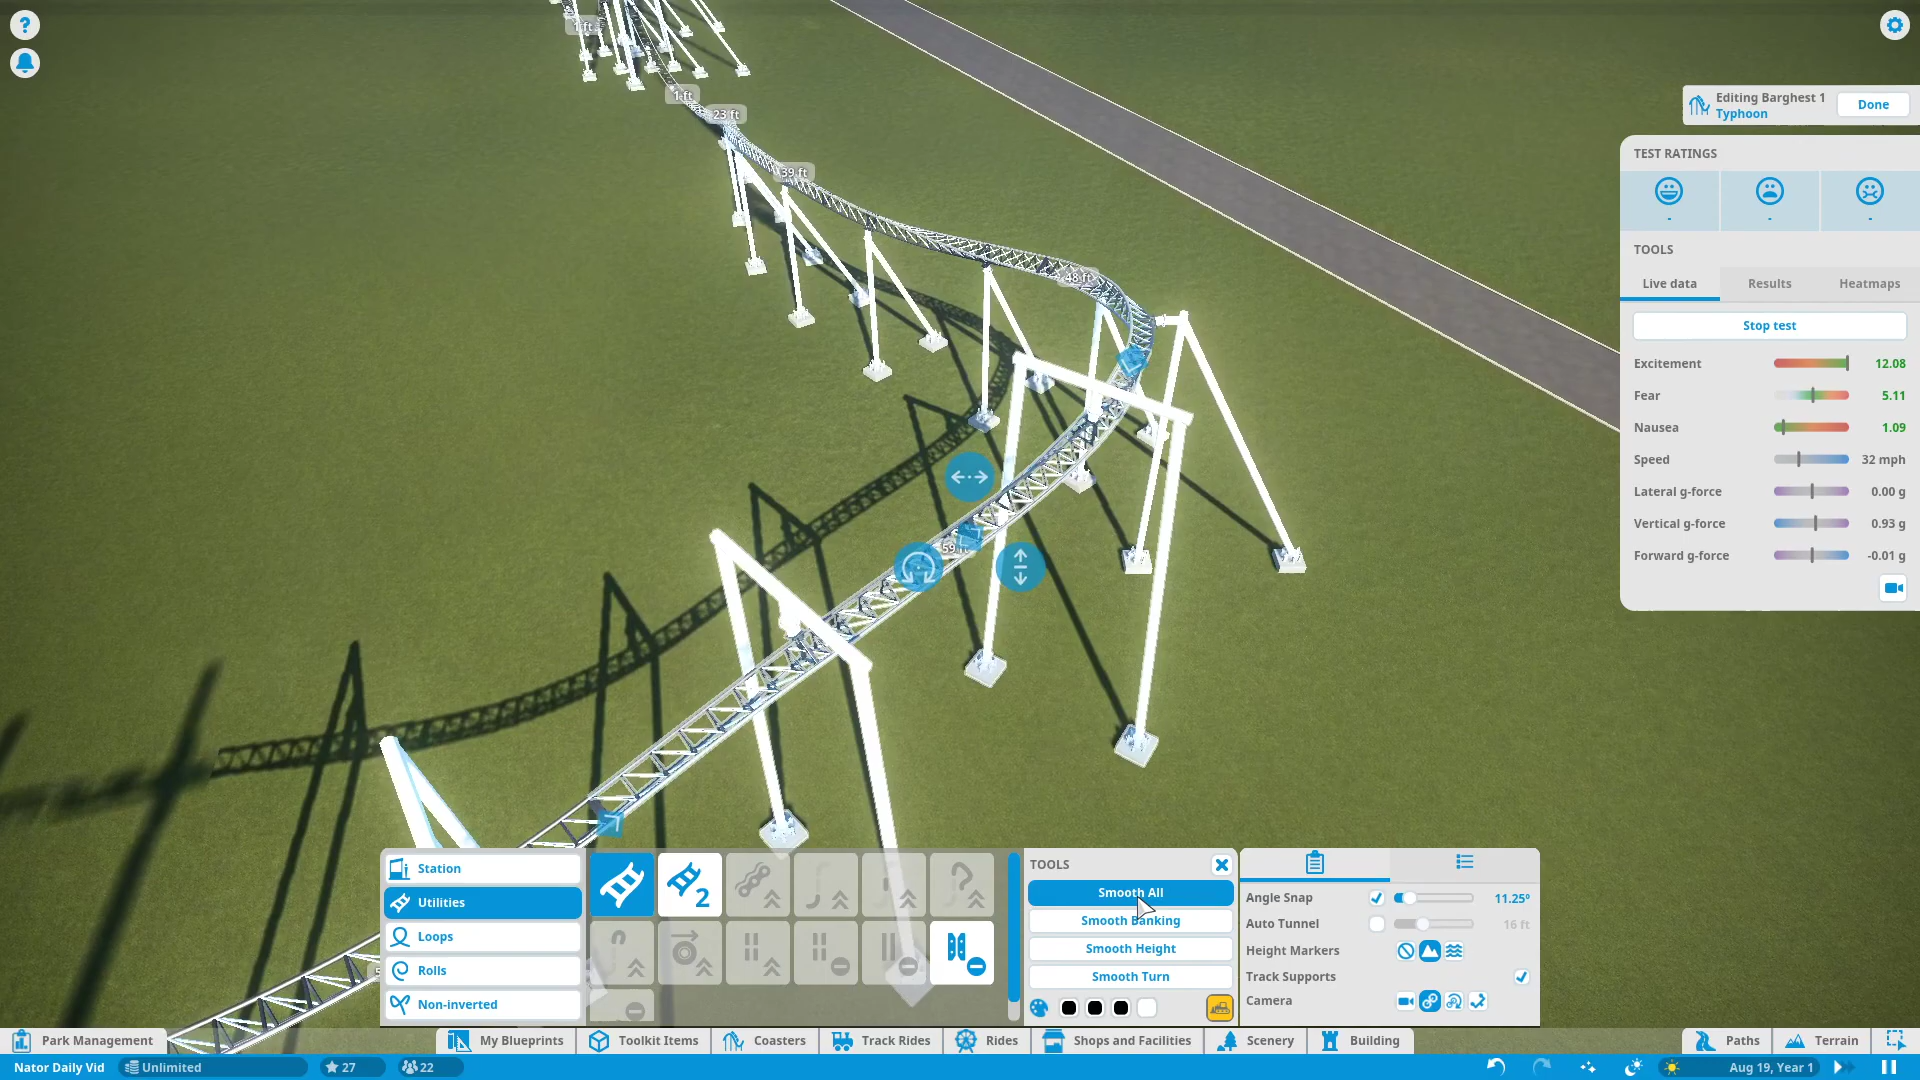 ?
1 ft
1 ft
23 ft
39 ft
48 ft
59 ft
Editing Barghest 1
Typhoon
Done
TEST RATINGS
- - -
TOOLS
Live data Results Heatmaps
Stop test
Excitement 12.08
Fear 5.11
Nausea 1.09
Speed 32 mph
Lateral g-force 0.00 g
Vertical g-force 0.93 g
Forward g-force -0.01 g
Station
Utilities
Loops
Rolls
Non-inverted
2
TOOLS
Smooth All
Smooth Banking
Smooth Height
Smooth Turn
Angle Snap 11.25º
Auto Tunnel 16 ft
Height Markers
Track Supports
Camera
Park Management My Blueprints Toolkit Items Coasters Track Rides Rides Shops and Facilities Scenery Building Paths Terrain
Nator Daily Vid Unlimited 27 22 Aug 19, Year 1